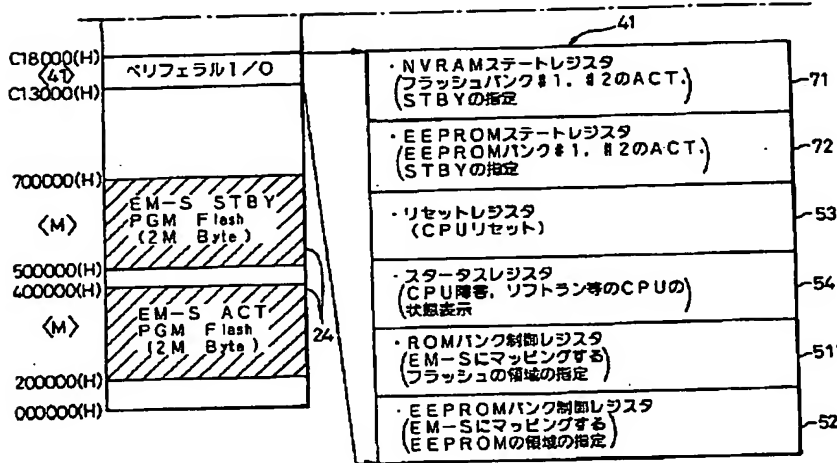 C18000(H)
<41>
C13000(H)
ペリフェラルI/O
700000(H)
<M>
EM-S STBY
PGM Flash
(2M Byte)
500000(H)
400000(H)
<M>
EM-S ACT
PGM Flash
(2M Byte)
24
200000(H)
000000(H)
41
・NVRAMステートレジスタ
(フラッシュバンク#1，#2のACT.
STBYの指定)
71
・EEPROMステートレジスタ
(EEPROMバンク#1，#2のACT.
STBYの指定)
72
・リセットレジスタ
(CPUリセット)
53
・スタータスレジスタ
(CPU障害，リフトラン等のCPUの
状態表示)
54
・ROMバンク制御レジスタ
(EM-Sにマッピングする
フラッシュの領域の指定)
51'
・EEPROMバンク制御レジスタ
(EM-Sにマッピングする
EEPROMの領域の指定)
52